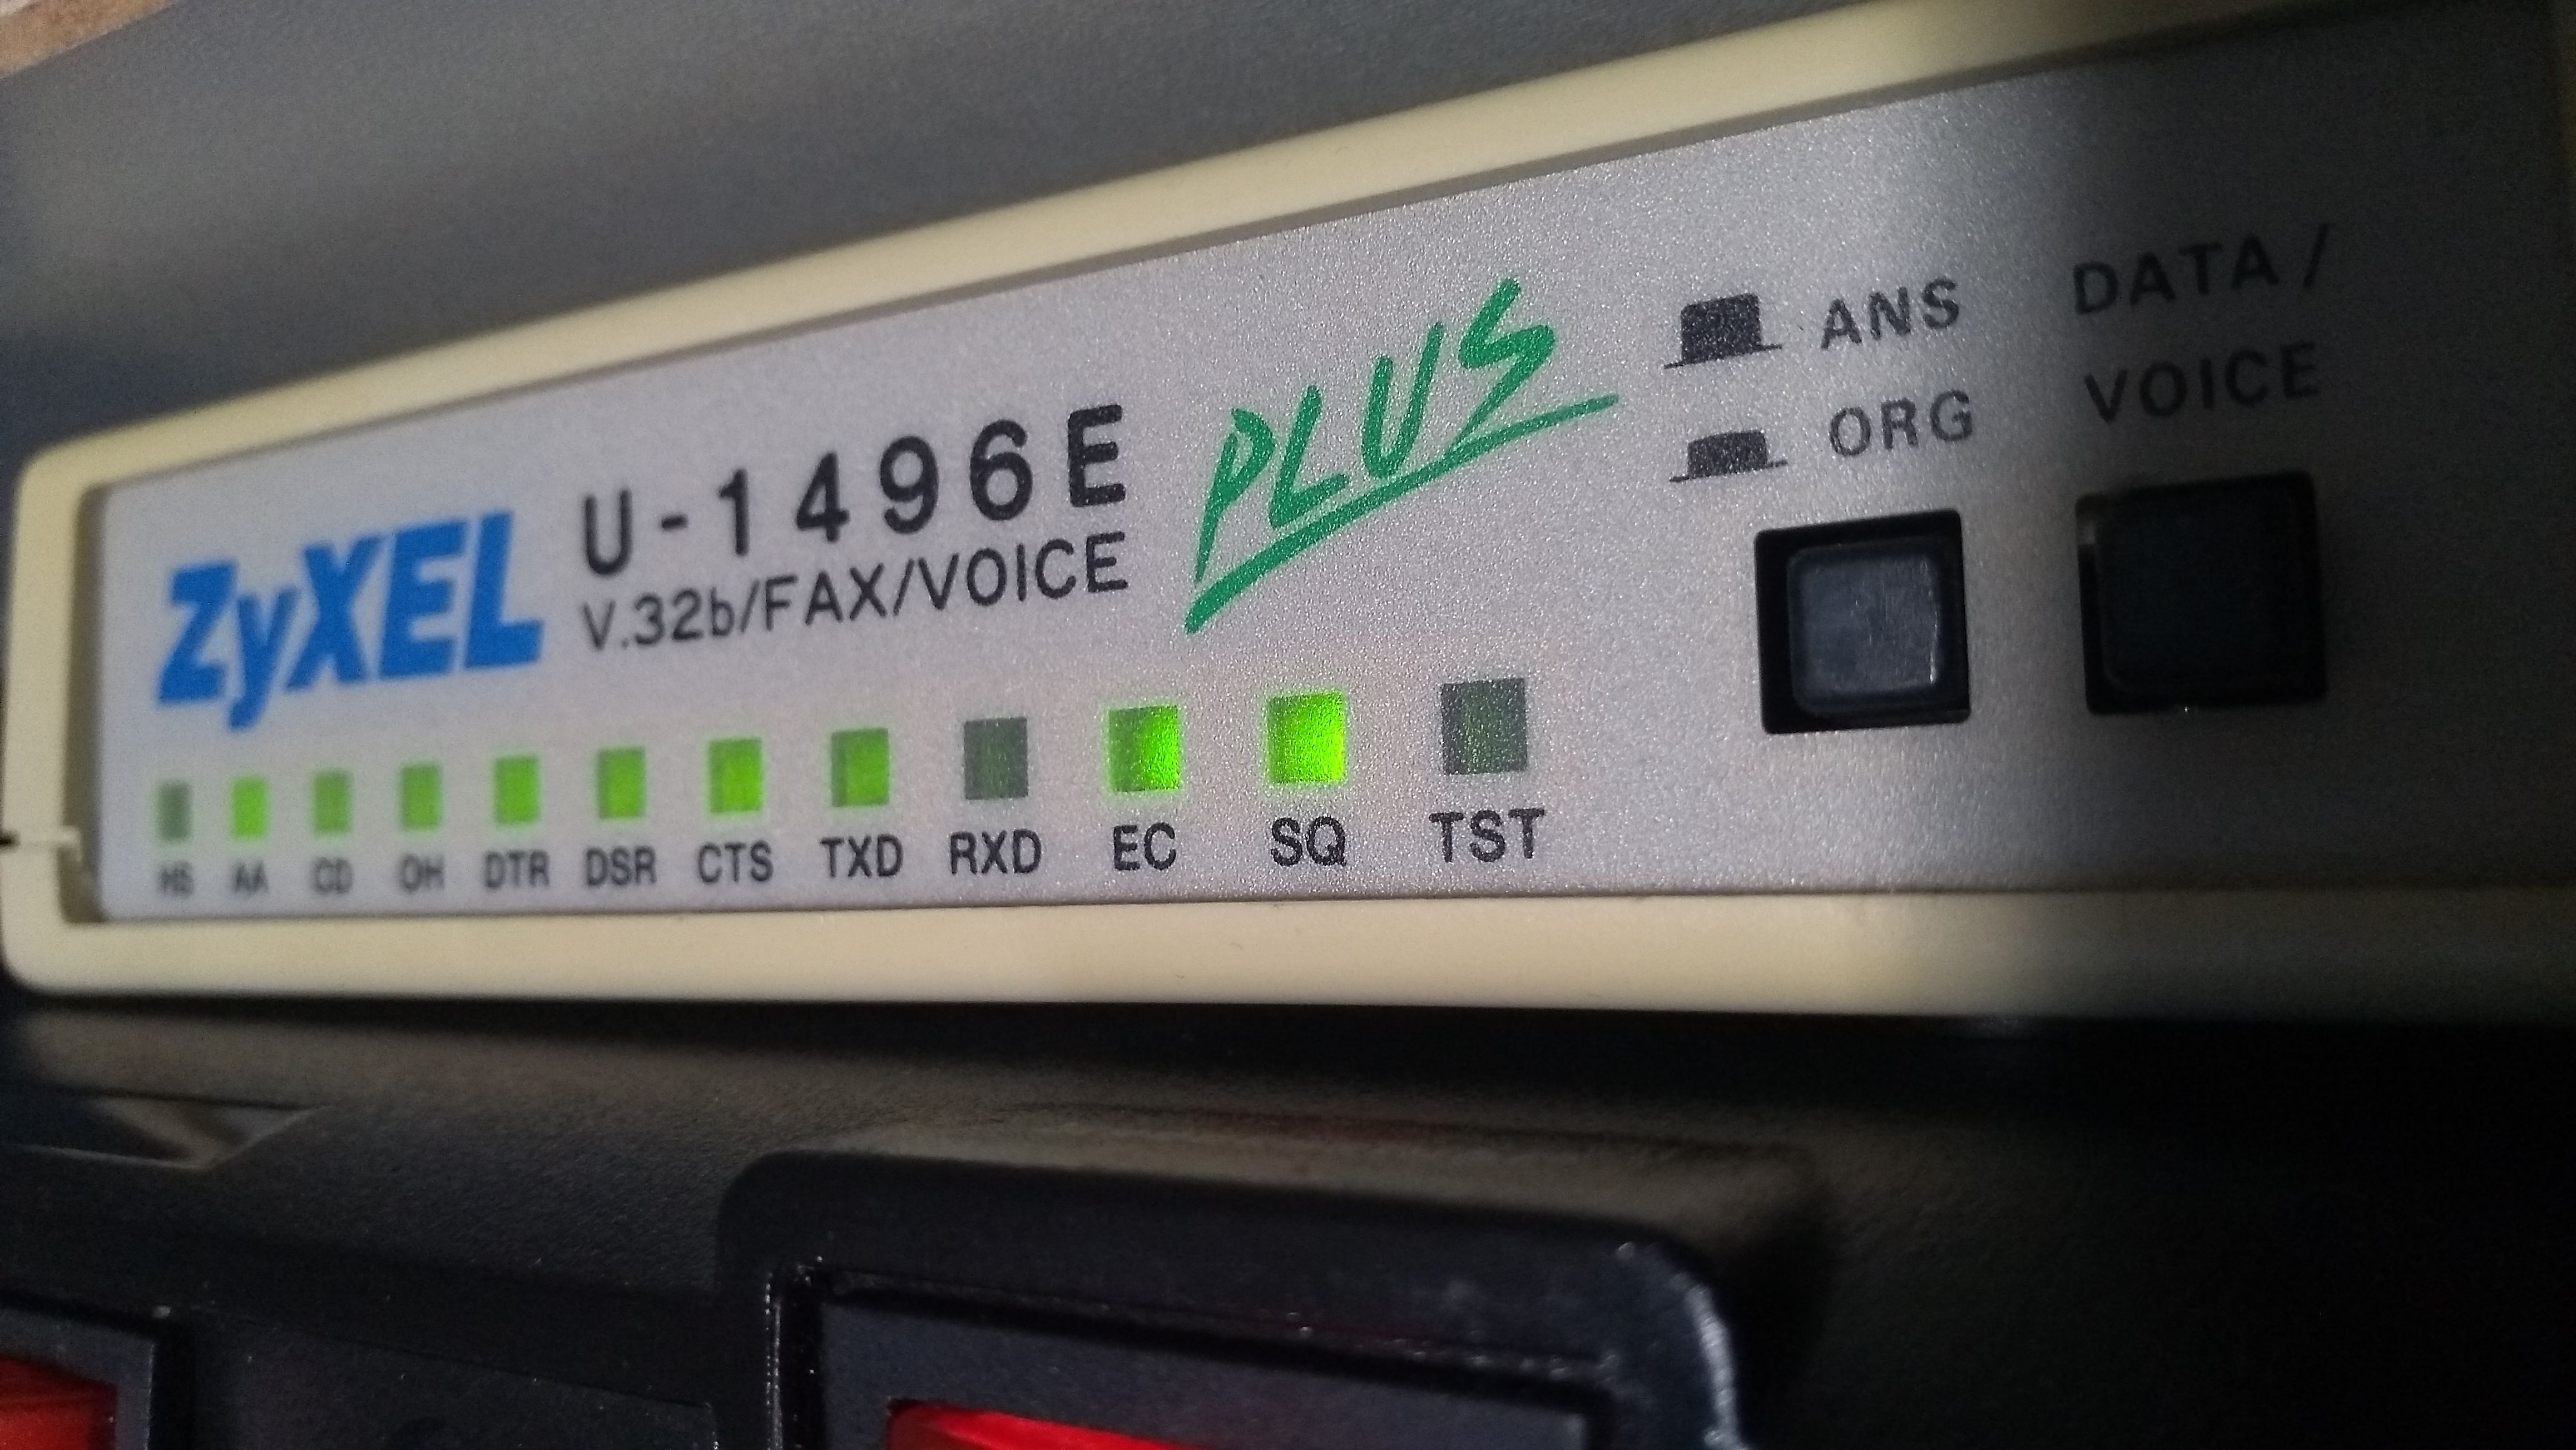 ZyXEL
U-1496E
V.32b/FAX/VOICE
PLUS
ANS
ORG
DATA/
VOICE
HS AA CD OH DTR DSR CTS TXD RXD EC SQ TST